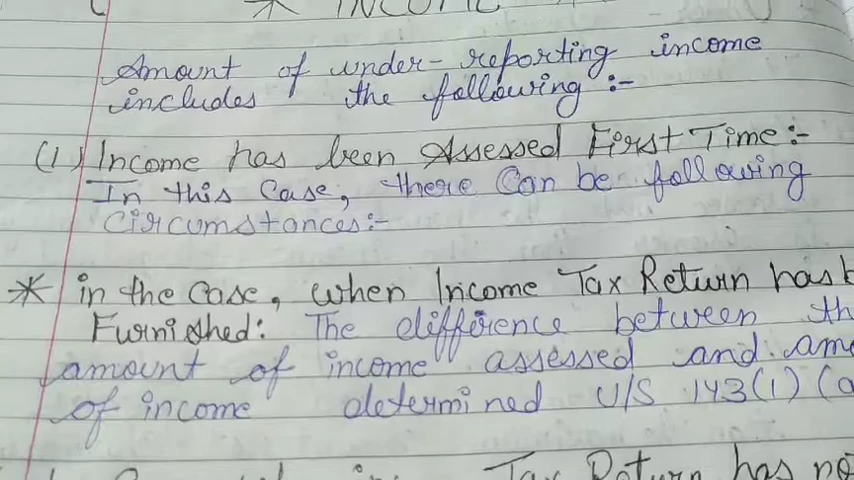 * INCOME
Amount of under-reporting income
includes the following :-
(1) Income has been Assessed First Time :-
In this Case, there Can be following
Circumstances:-
* in the Case, when Income Tax Return has
Furnished: The difference between
amount of income assessed and
of income determined U/S 143(1)(a
Tax Return has no